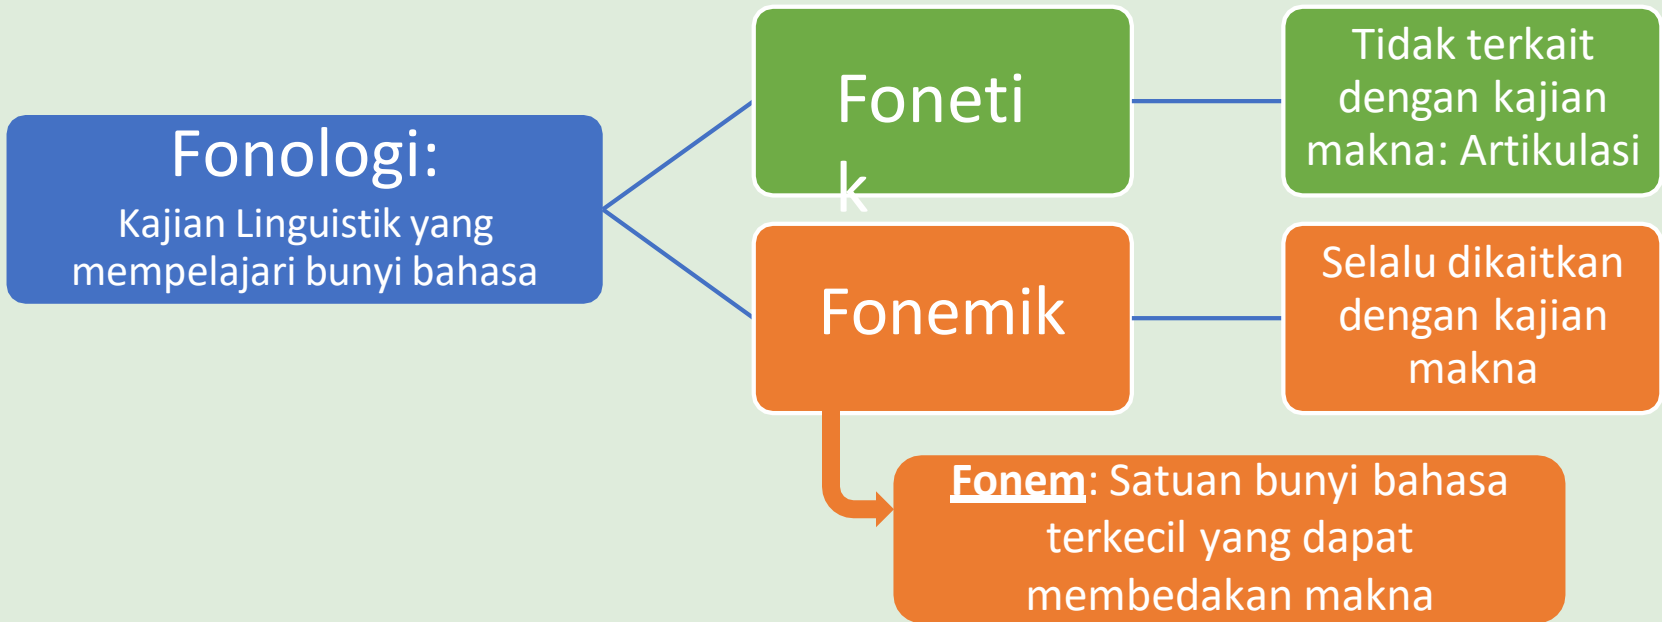 Fonologi:
Kajian Linguistik yang
mempelajari bunyi bahasa
Foneti
k
Tidak terkait
dengan kajian
makna: Artikulasi
Fonemik
Selalu dikaitkan
dengan kajian
makna
Fonem: Satuan bunyi bahasa
terkecil yang dapat
membedakan makna